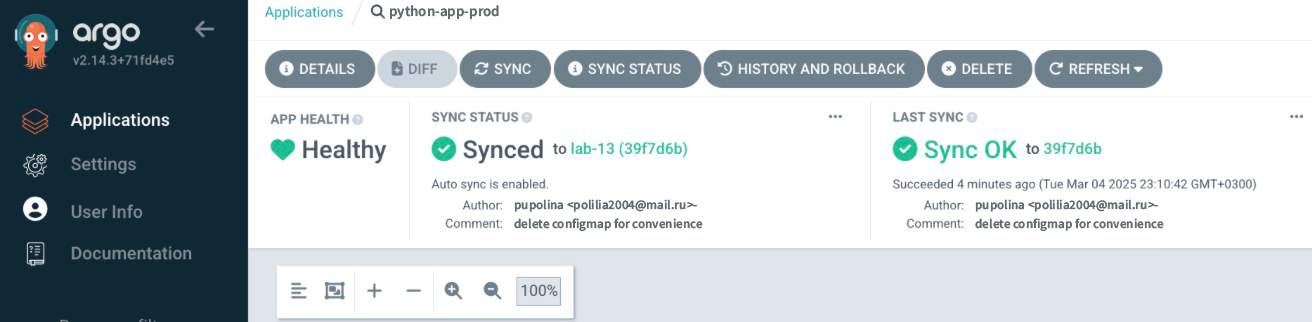 Applications / python-app-prod
argo
v2.14.3+71fd4e5
DETAILS DIFF SYNC SYNC STATUS HISTORY AND ROLLBACK DELETE REFRESH
Applications
Settings
User Info
Documentation
APP HEALTH
Healthy
SYNC STATUS
Synced to lab-13 (39f7d6b)
Auto sync is enabled.
Author: pupolina <polilia2004@mail.ru>-
Comment: delete configmap for convenience
LAST SYNC
Sync OK to 39f7d6b
Succeeded 4 minutes ago (Tue Mar 04 2025 23:10:42 GMT+0300)
Author: pupolina <polilia2004@mail.ru>-
Comment: delete configmap for convenience
100%